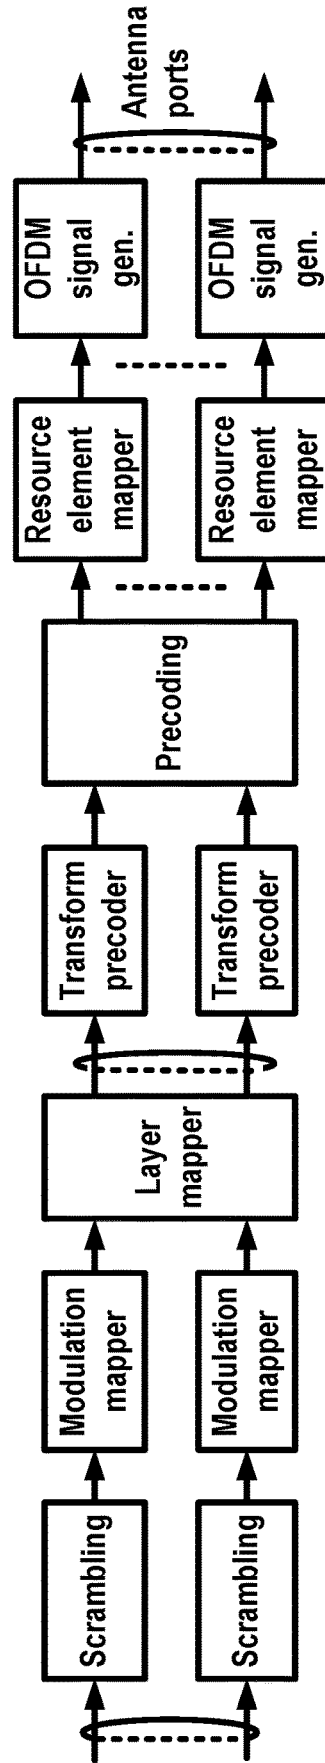 Scrambling
Scrambling
Modulation
mapper
Modulation
mapper
Layer
mapper
Transform
precoder
Transform
precoder
Precoding
Resource
element
mapper
Resource
element
mapper
OFDM
signal
gen.
OFDM
signal
gen.
Antenna
ports